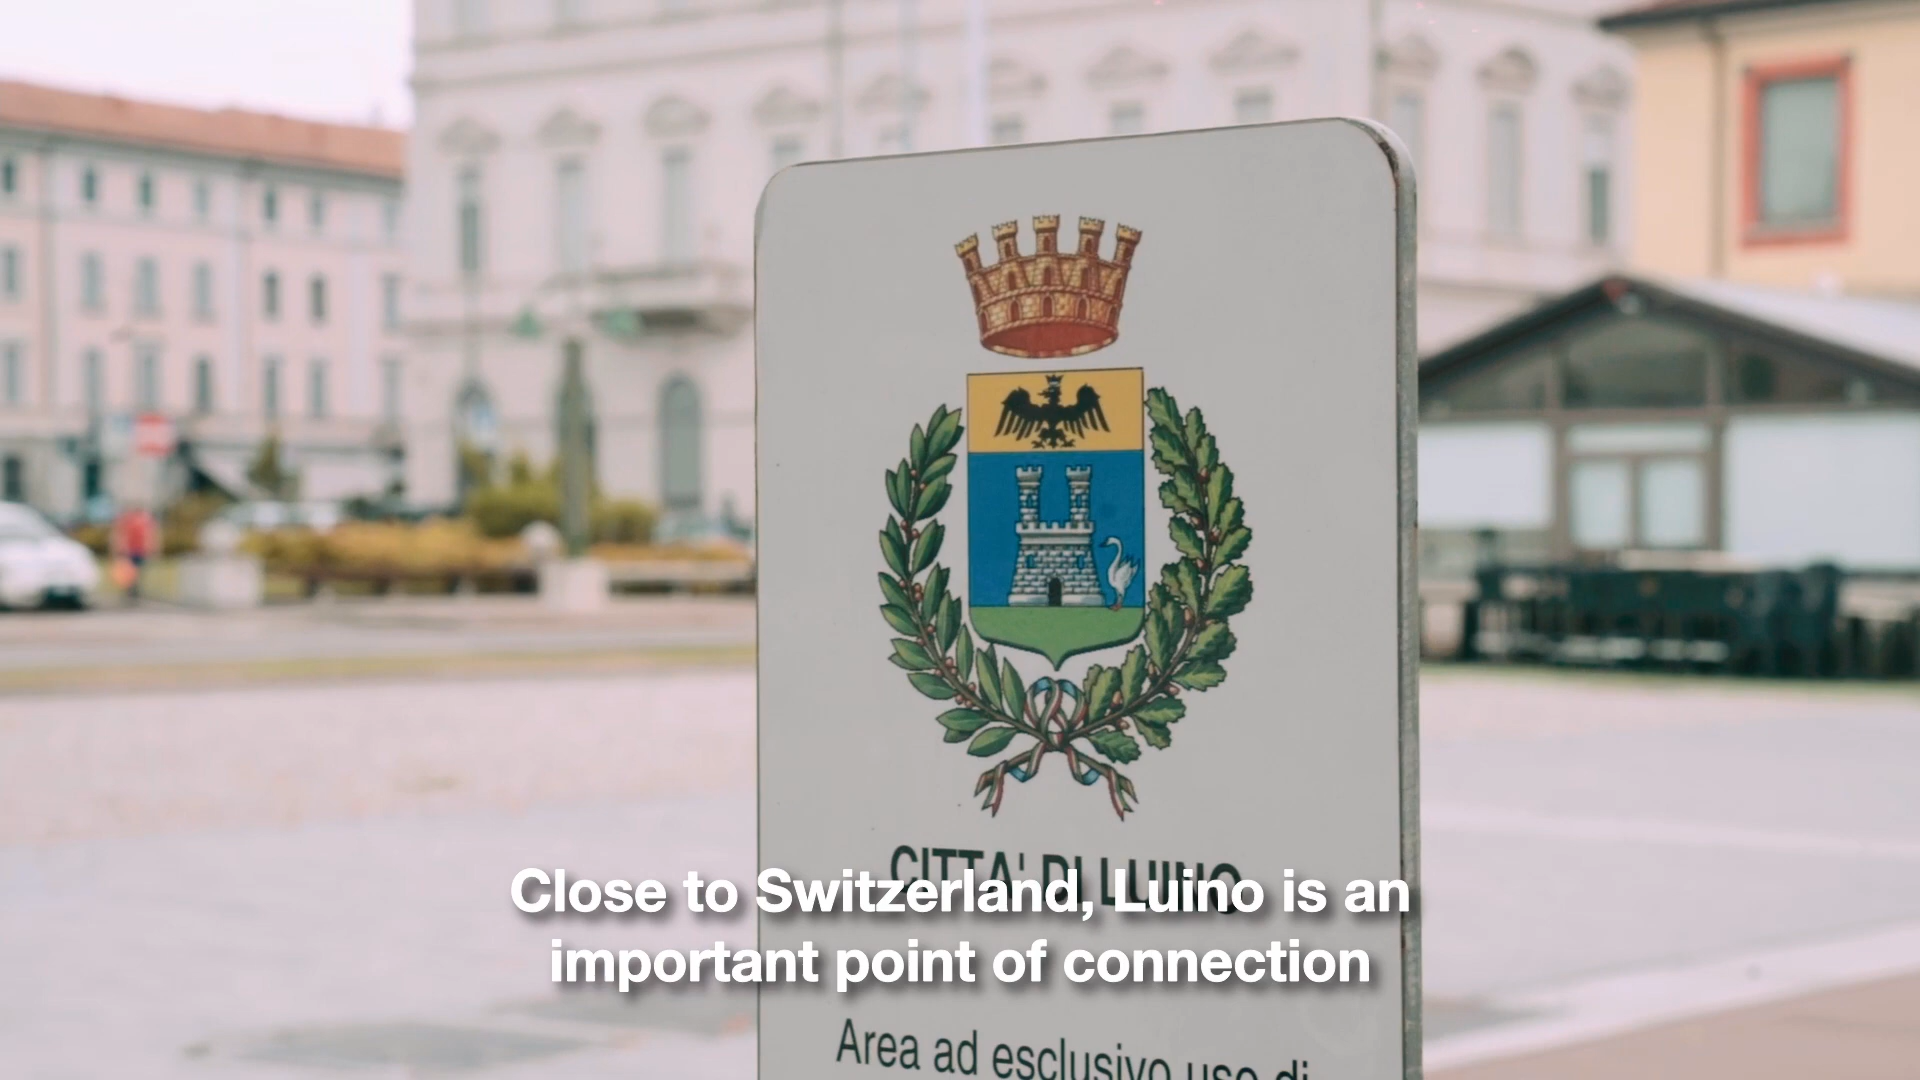 CITTA' DI LUINO
Close to Switzerland, Luino is an
important point of connection
Area ad esclusivo uso di